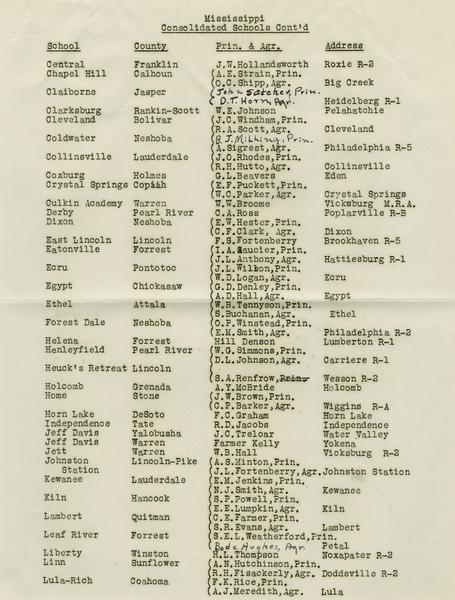 Mississippi
Consolidated Schools Cont'd
School County Prin. & Agr. Address
Central Franklin J.W.Hollandsworth Roxie R-2
Chapel Hill Calhoun (A.E.Strain,Prin.
(O.C.Shipp,Agr. Big Creek
Claiborne Jasper (John Satcher, Prin.
(D.T. Horn, Agr. Heidelberg R-1
Clarksburg Rankin-Scott W.E.Johnson Pelahatchie
Cleveland Bolivar (J.C.Windham,Prin.
(R.A.Scott,Agr. Cleveland
Coldwater Neshoba Prin.
(A.Sigrest,Agr. Philadelphia R-5
Collinsville Lauderdale (J.O.Rhodes,Prin.
(R.H.Hutto,Agr. Collinsville
Coxburg Holmes G.L.Beavers Eden
Crystal Springs Copiah (E.F.Puckett,Prin.
(W.C.Parker,Agr. Crystal Springs
Culkin Academy Warren W.W.Broome Vicksburg M.R.A.
Derby Pearl River C.A.Ross Poplarville R-B
Dixon Neshoba (E.W.Hester,Prin.
(C.F.Clark, Agr. Dixon
East Lincoln Lincoln F.S.Fortenberry Brookhaven R-5
Eatonville Forrest (I.A.Saucier,Prin.
(J.L.Anthony,Agr. Hattiesburg R-1
Ecru Pontotoc (J.L.Wilson,Prin.
(W.D.Logan,Agr. Ecru
Egypt Chickasaw (G.D.Denley,Prin.
(A.D.Hall,Agr. Egypt
Ethel Attala (W.B.Tennyson,Prin.
(S.Buchanan,Agr. Ethel
Forest Dale Neshoba (O.P.Winstead,Prin.
(E.M.Smith,Agr. Philadelphia R-2
Helena Forrest Hill Denson Lumberton R-1
Henleyfield Pearl River (W.G.Simmons,Prin.
(D.L.Johnson,Agr. Carriere R-1
Heuck's Retreat Lincoln (
(S.A.Renfrow,Prin. Wesson R-2
Holcomb Grenada A.Y.McBride Holcomb
Home Stone (J.W.Brown,Prin.
(C.P.Barker,Agr. Wiggins R-A
Horn Lake DeSoto F.C.Graham Horn Lake
Independence Tate R.D.Jacobs Independence
Jeff Davis Yalobusha J.C.Treloar Water Valley
Jeff Davis Warren Farmer Kelly Yokena
Jett Warren W.B.Hall Vicksburg R-2
Johnston Lincoln-Pike (A.S.Hinton,Prin.
Station (J.L.Fortenberry,Agr.Johnston Station
Kewanee Lauderdale (E.M.Jenkins,Prin.
(N.J.Smith,Agr. Kewanee
Kiln Hancock (S.P.Powell,Prin.
(E.E.Lumpkin,Agr. Kiln
Lambert Quitman (C.E.Farmer,Prin.
(S.R.Evans,Agr. Lambert
Leaf River Forrest (S.E.L.Weatherford,Prin.
(Bode Hughes, Agr. Petal
Liberty Winston H.L.Thompson Noxapater R-2
Linn Sunflower (A.N.Hutchinson,Prin.
(R.H.Fisackerly,Agr. Doddsville R-2
Lula-Rich Coahoma (F.K.Rice,Prin.
(A.J.Meredith,Agr. Lula